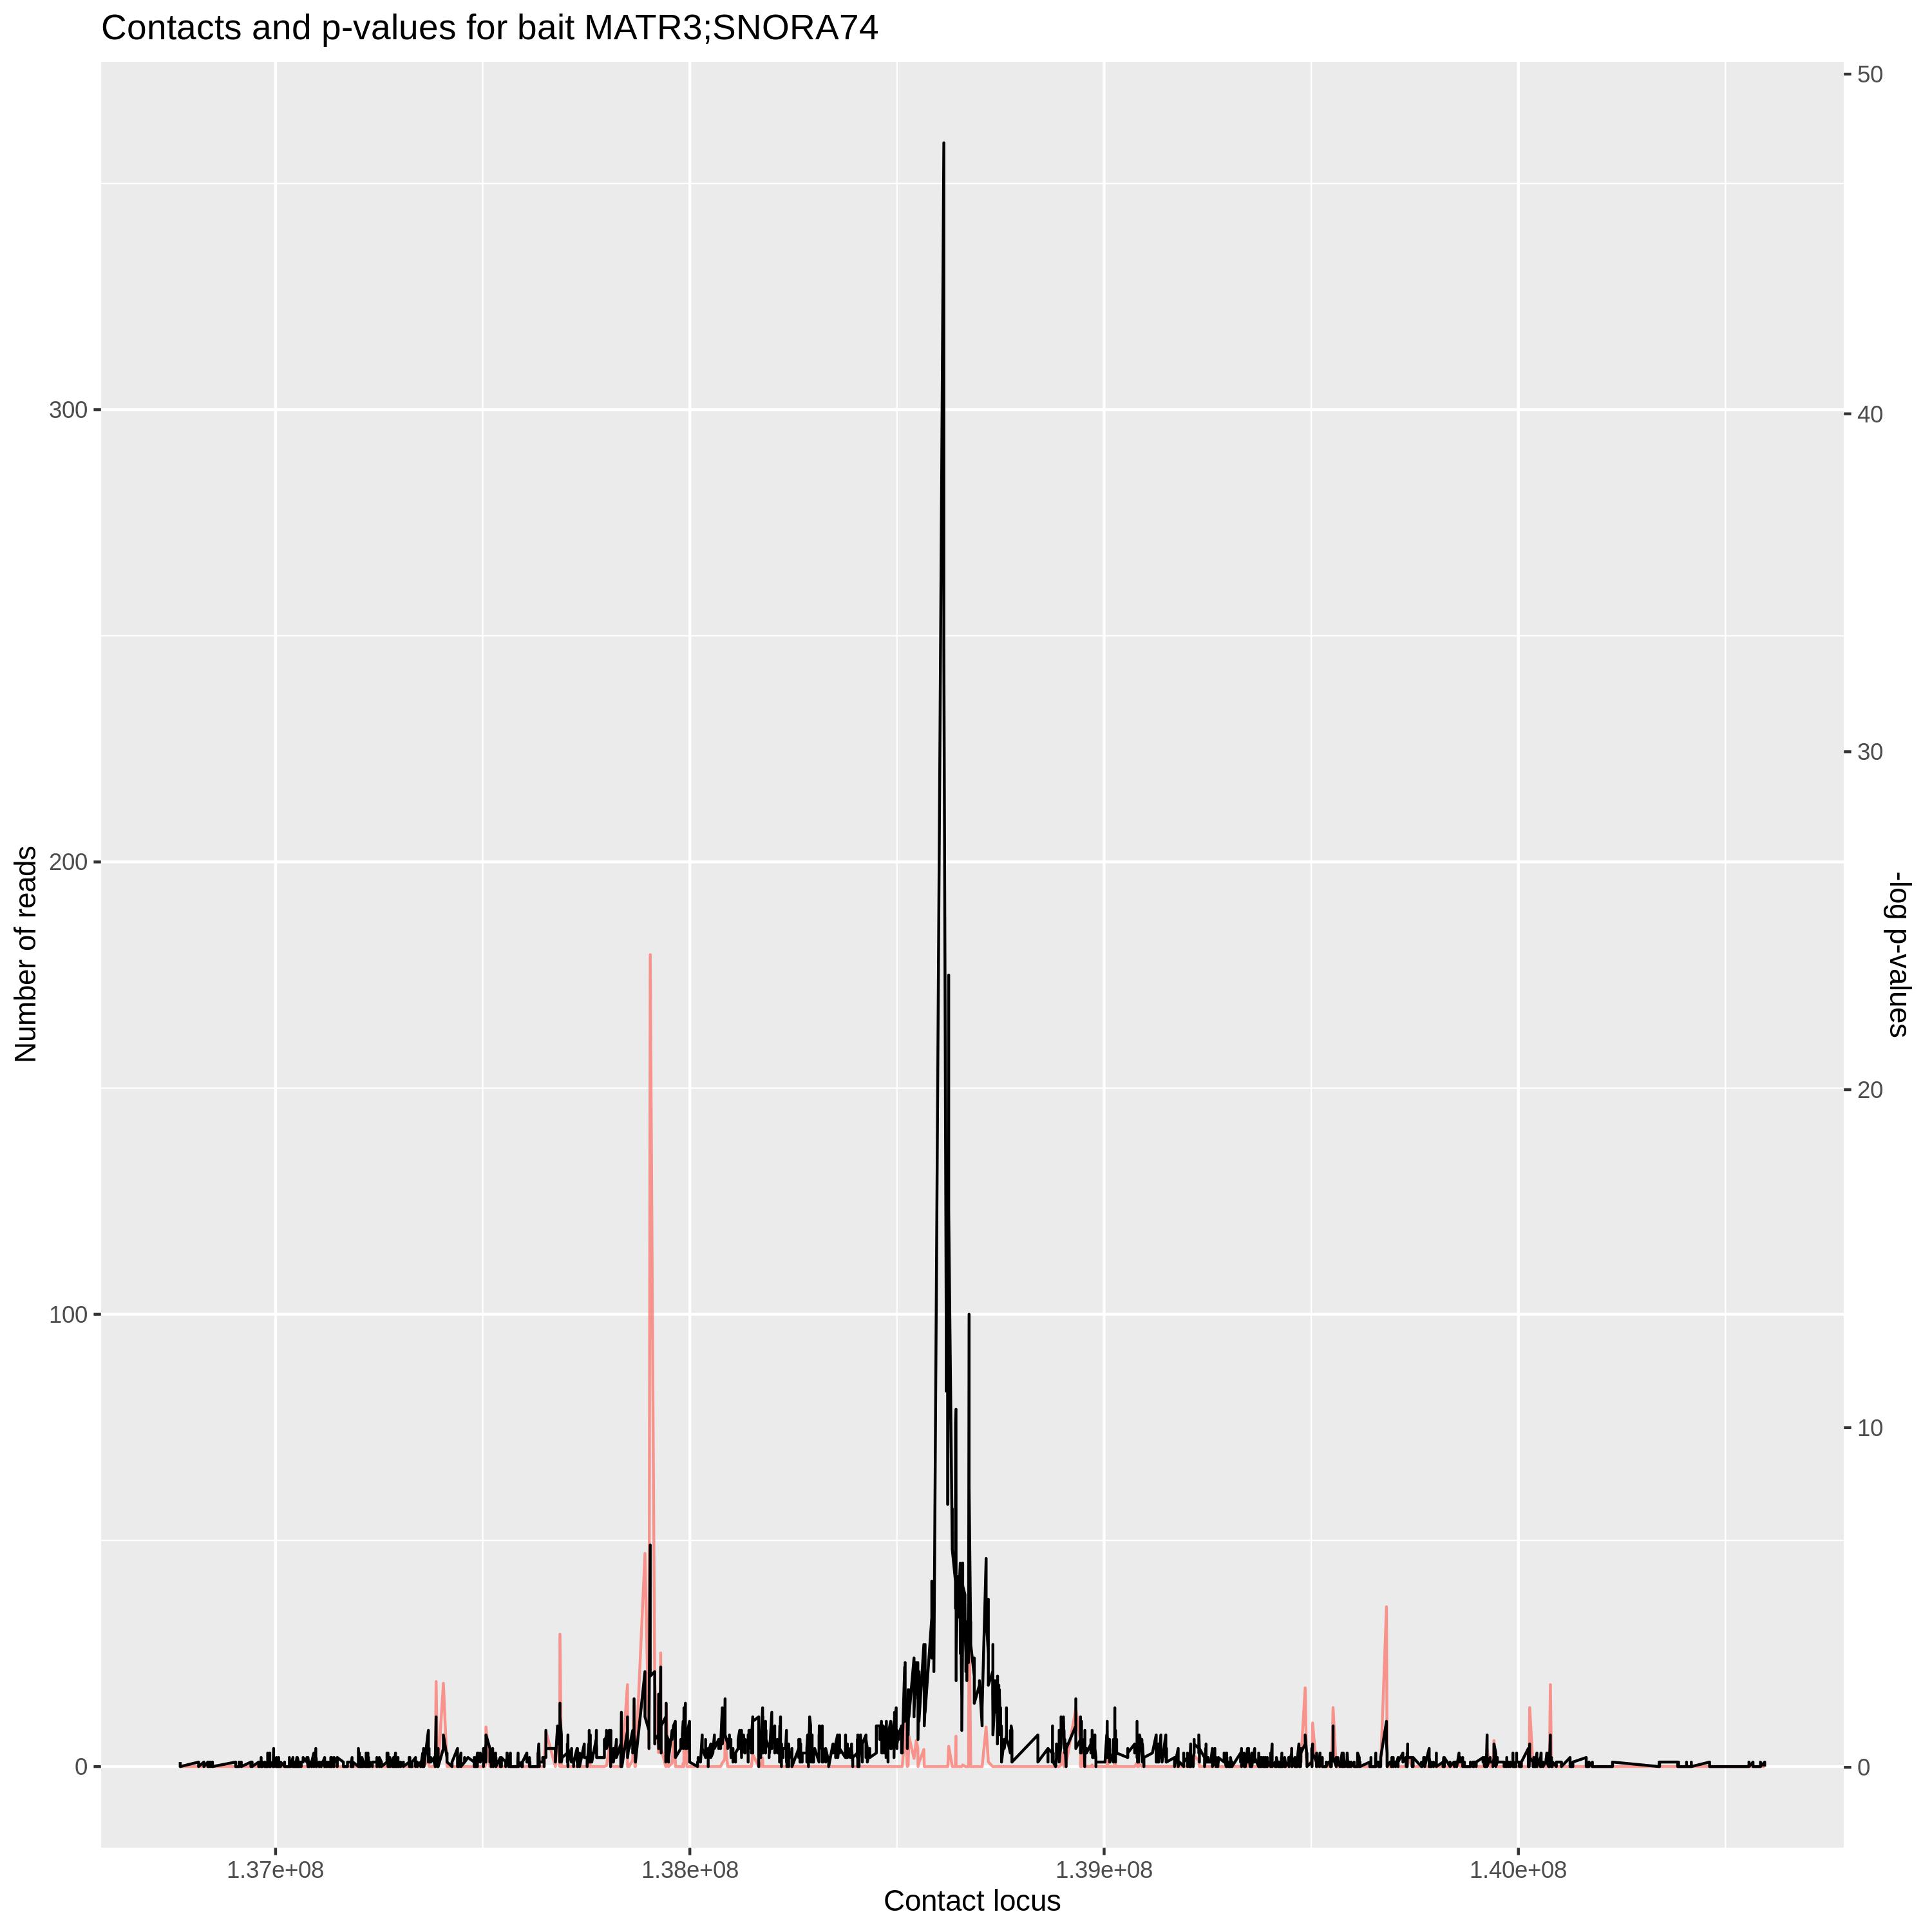 Contacts and p-values for bait MATR3;SNORA74
Number of reads
300
200
100
0
50
40
30
20
10
0
-log p-values
1.37e+08
1.38e+08
1.39e+08
1.40e+08
Contact locus